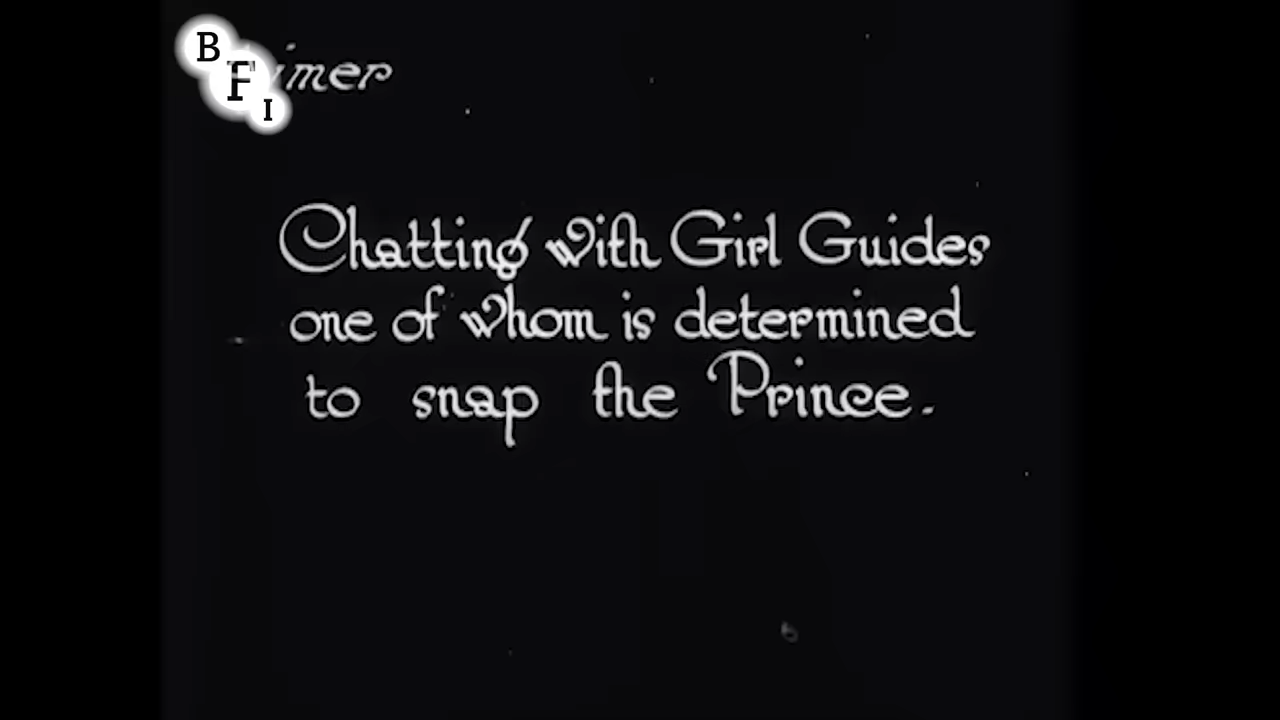 BFI
Chatting with Girl Guides
one of whom is determined
to snap the Prince.